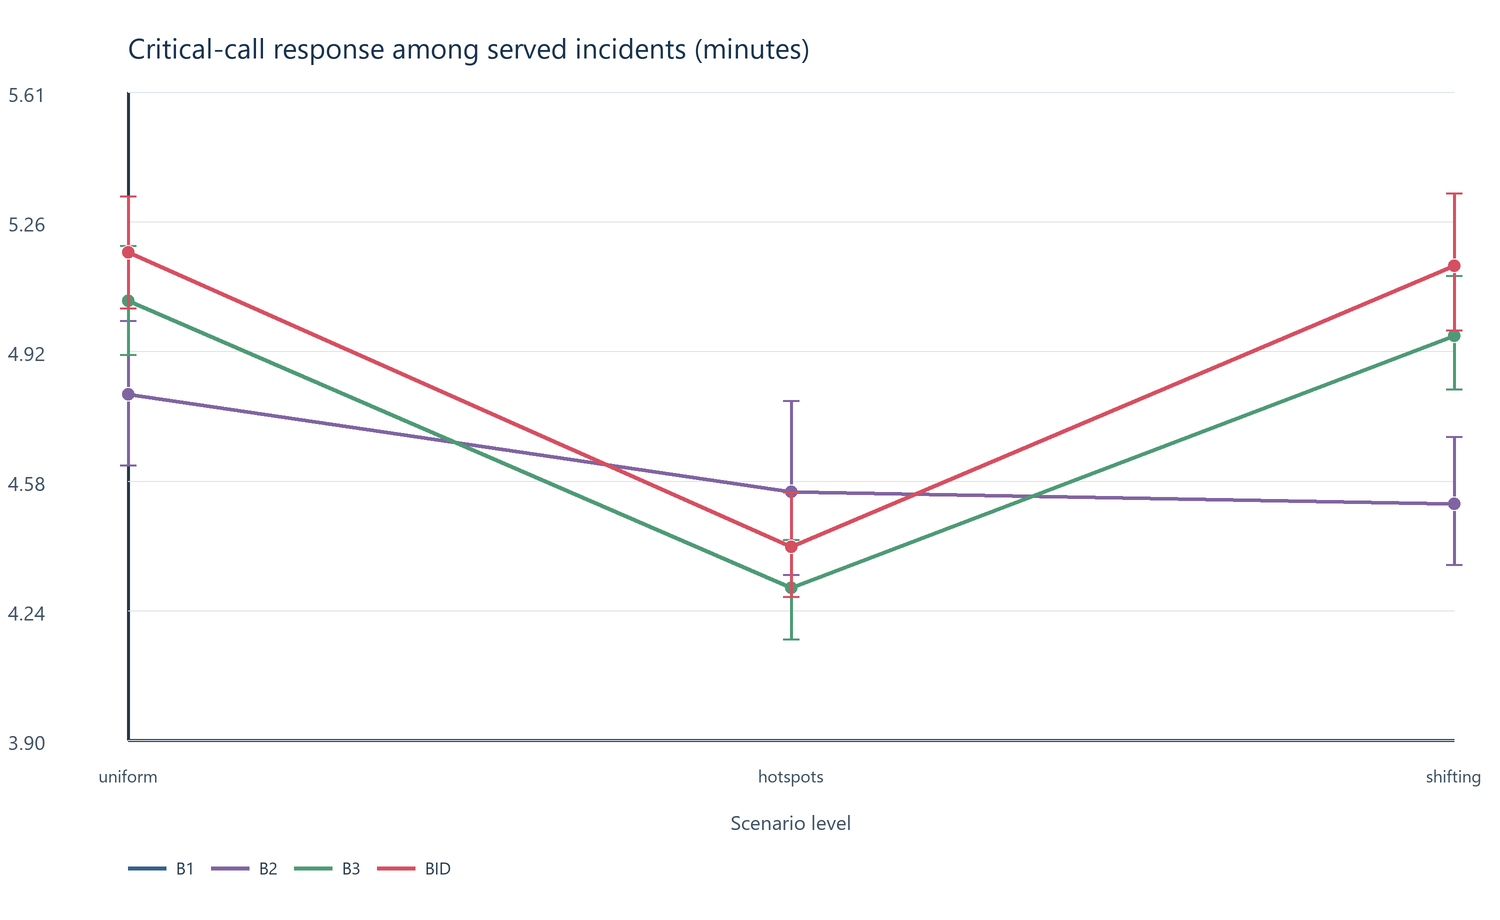 Critical-call response among served incidents (minutes)
5.61
5.26
4.92
4.58
4.24
3.90
uniform hotspots shifting
Scenario level
B1 B2 B3 BID